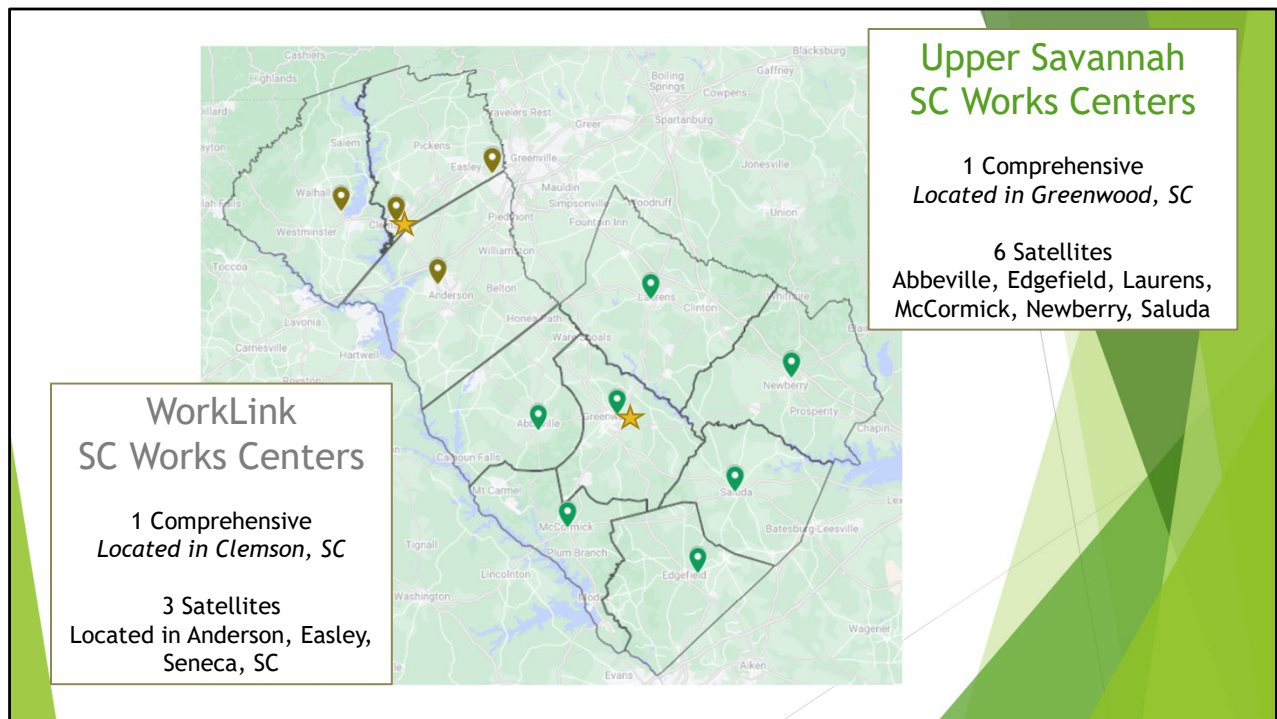 Upper Savannah
SC Works Centers
1 Comprehensive
Located in Greenwood, SC
6 Satellites
Abbeville, Edgefield, Laurens,
McCormick, Newberry, Saluda
WorkLink
SC Works Centers
1 Comprehensive
Located in Clemson, SC
3 Satellites
Located in Anderson, Easley,
Seneca, SC
Cashiers
Highlands
Blacksburg
Gaffney
Boiling
Springs
Cowpens
Dillard
Travelers Rest
Greer
Spartanburg
Salem
Pickens
Easley
Greenville
Jonesville
Mauldin
Walhalla
Simpsonville
Woodruff
Union
Westminster
Piedmont
Fountain Inn
Williamston
Toccoa
Belton
Anderson
Laurens
Clinton
Whitmire
Lavonia
Honea Path
Carnesville
Hartwell
Ware Shoals
Royston
Newberry
Prosperity
Abbeville
Greenwood
Chapin
Calhoun Falls
Saluda
Mt Carmel
McCormick
Batesburg-Leesville
Plum Branch
Tignall
Lincolnton
Edgefield
Washington
Modoc
Wagener
Aiken
Evans